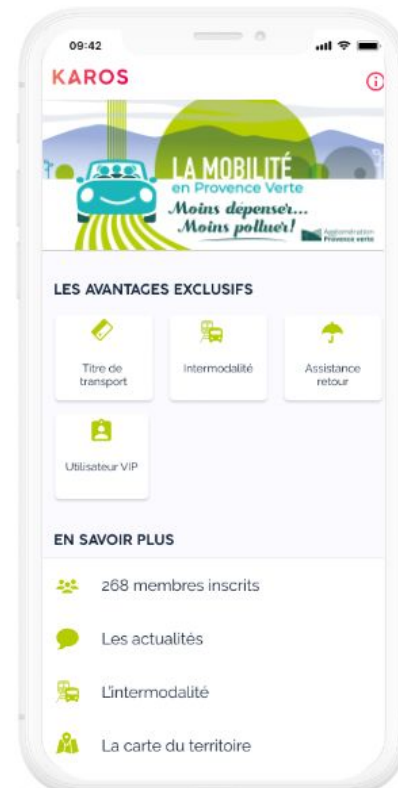 09:42
KAROS
LA MOBILITÉ
en Provence Verte
Moins dépenser...
Moins polluer!
Agglomération
Provence verte
LES AVANTAGES EXCLUSIFS
Titre de
transport
Intermodalité
Assistance
retour
Utilisateur VIP
EN SAVOIR PLUS
268 membres inscrits
Les actualités
L'intermodalité
La carte du territoire